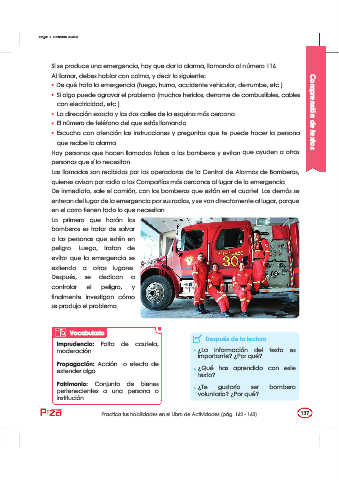 Si se produce una emergencia, hay que dar la alarma, llamando al número 116.
Al llamar, debes hablar con calma, y decir lo siguiente:
• De qué trata la emergencia (fuego, humo, accidente vehicular, derrumbe, etc.)
• Si algo puede agravar el problema (muchos heridos, derrame de combustibles, cables
con electricidad, etc.)
• La dirección exacta y las dos calles de la esquina más cercana
• El número de teléfono del que estás llamando
• Escucha con atención las instrucciones y preguntas que te puede hacer la persona
que recibe la alarma
Hay personas que hacen llamadas falsas a los bomberos y evitan que ayuden a otras
personas que sí lo necesitan.
Las llamadas son recibidas por las operadoras de la Central de Alarmas de Bomberos,
quienes avisan por radio a las Compañías más cercanas al lugar de la emergencia.
De inmediato, sale el camión, con los bomberos que están en el cuartel. Los demás se
enteran del lugar de la emergencia por sus radios, y se van directamente al lugar, porque
en el carro tienen todo lo que necesitan.
Lo primero que harán los
bomberos es tratar de salvar
a las personas que estén en
peligro. Luego, tratan de
evitar que la emergencia se
extienda a otros lugares.
Después, se dedican a
controlar el peligro, y
finalmente investigan cómo
se produjo el problema.
Comprensión de textos
30
Vocabulario
Imprudencia: Falta de cautela,
moderación
Propagación: Acción o efecto de
extender algo
Patrimonio: Conjunto de bienes
pertenecientes a una persona o
institución
Después de la lectura
- ¿La información del texto es
importante? ¿Por qué?
- ¿Qué has aprendido con este
texto?
- ¿Te gustaría ser bombero
voluntario? ¿Por qué?
Practica tus habilidades en el Libro de Actividades (pág. 162 - 163)
137